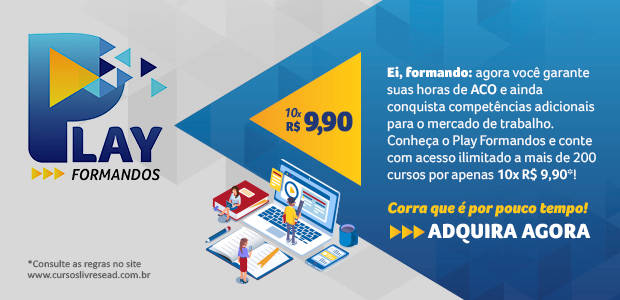 PLAY
FORMANDOS
10x
R$ 9,90
Ei, formando: agora você garante
suas horas de ACO e ainda
conquista competências adicionais
para o mercado de trabalho.
Conheça o Play Formandos e conte
com acesso ilimitado a mais de 200
cursos por apenas 10x R$ 9,90*!
Corra que é por pouco tempo!
ADQUIRA AGORA
*Consulte as regras no site
www.cursoslivresead.com.br